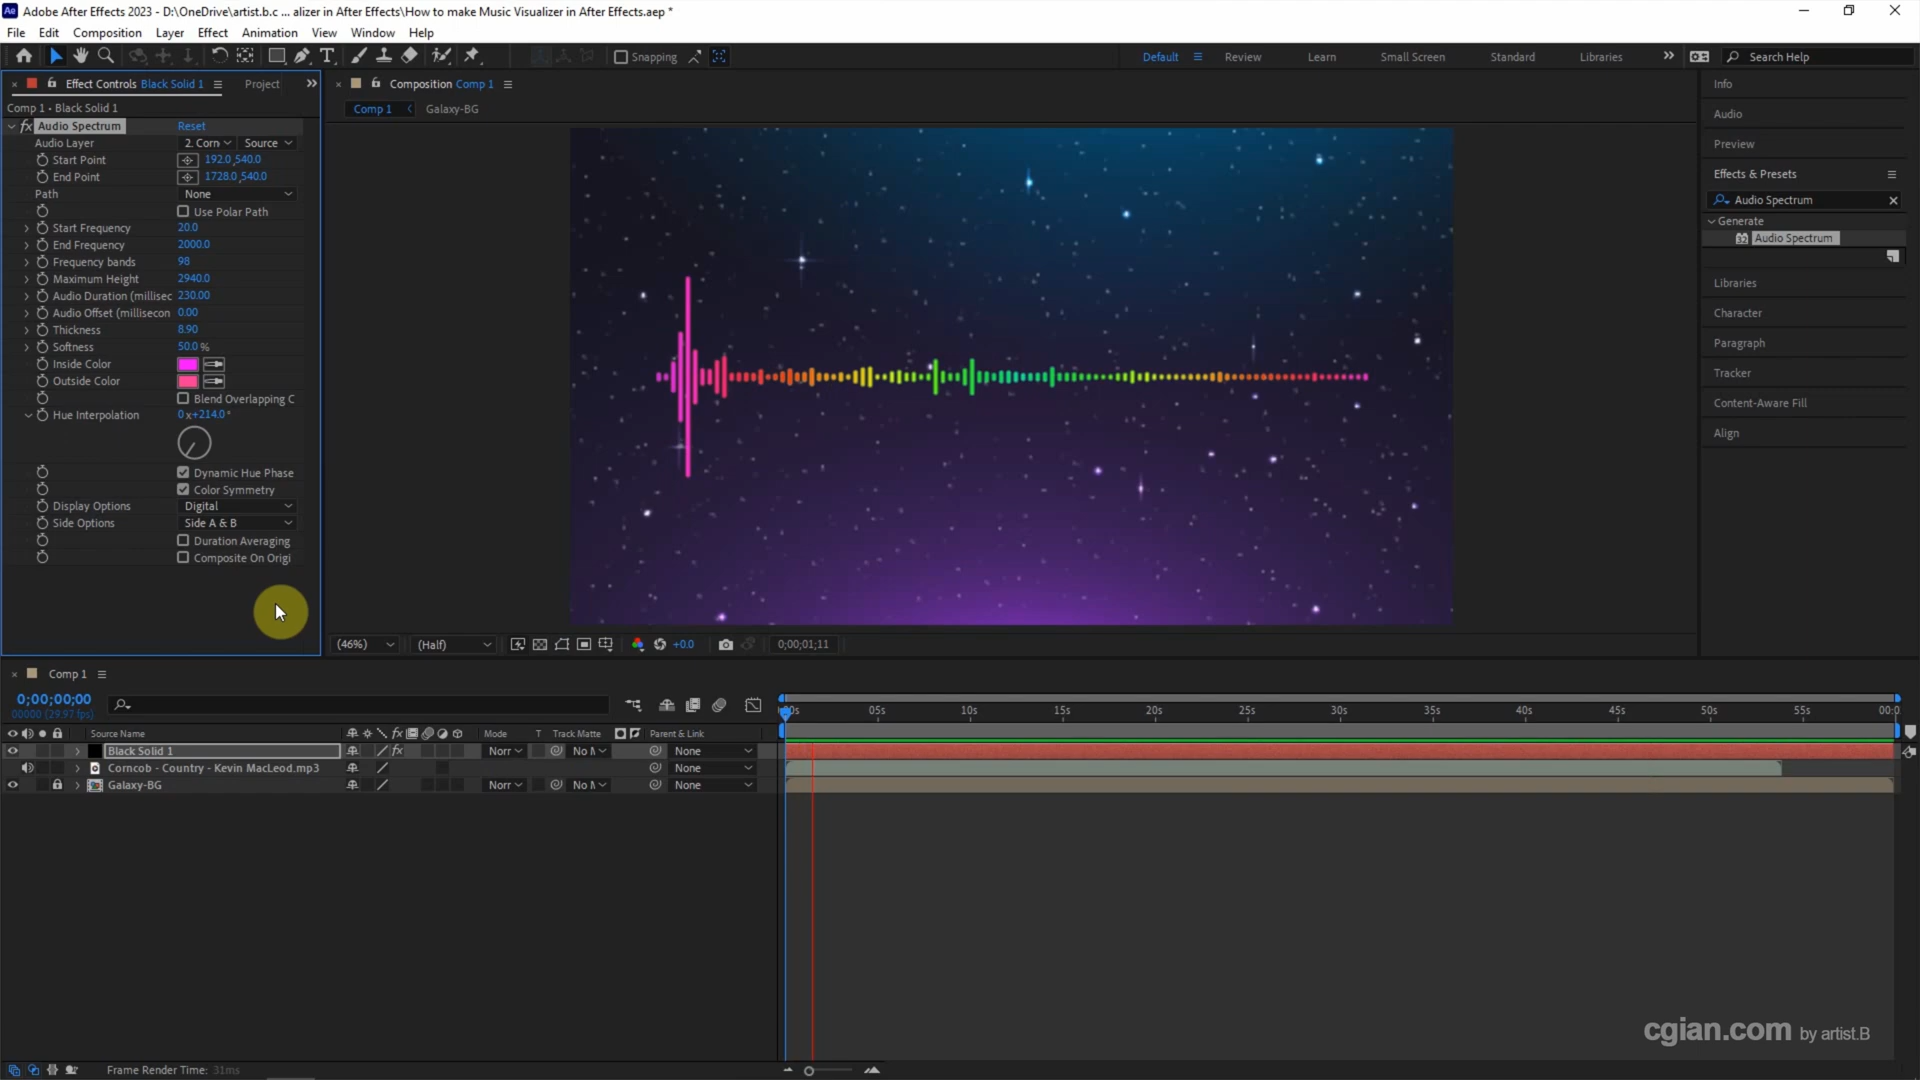 Ae Adobe After Effects 2023 - D:\OneDrive\artist.b.c ... alizer in After Effects\How to make Music Visualizer in After Effects.aep *
File Edit Composition Layer Effect Animation View Window Help
Snapping Default Review Learn Small Screen Standard Libraries Search Help
Effect Controls Black Solid 1 Project
Composition Comp 1
Info
Comp 1 • Black Solid 1
Comp 1 Galaxy-BG
fx Audio Spectrum Reset
Audio Layer 2. Corn Source
Start Point 192.0,540.0
End Point 1728.0,540.0
Path None
Use Polar Path
Start Frequency 20.0
End Frequency 2000.0
Frequency bands 98
Maximum Height 2940.0
Audio Duration (millisec 230.00
Audio Offset (millisecon 0.00
Thickness 8.90
Softness 50.0 %
Inside Color
Outside Color
Blend Overlapping C
Hue Interpolation 0 x+214.0 °
Dynamic Hue Phase
Color Symmetry
Display Options Digital
Side Options Side A & B
Duration Averaging
Composite On Origi
Audio
Preview
Effects & Presets
Audio Spectrum
Generate
32 Audio Spectrum
Libraries
Character
Paragraph
Tracker
Content-Aware Fill
Align
(46%) (Half) +0.0 0;00;01;11
Comp 1
0;00;00;00
00000 (29.97 fps)
00s 05s 10s 15s 20s 25s 30s 35s 40s 45s 50s 55s 00:0
Source Name fx Mode T Track Matte Parent & Link
Black Solid 1 fx Norr No M None
Corncob - Country - Kevin MacLeod.mp3 None
Galaxy-BG Norr No M None
cgian.com by artist.B
Frame Render Time: 31ms